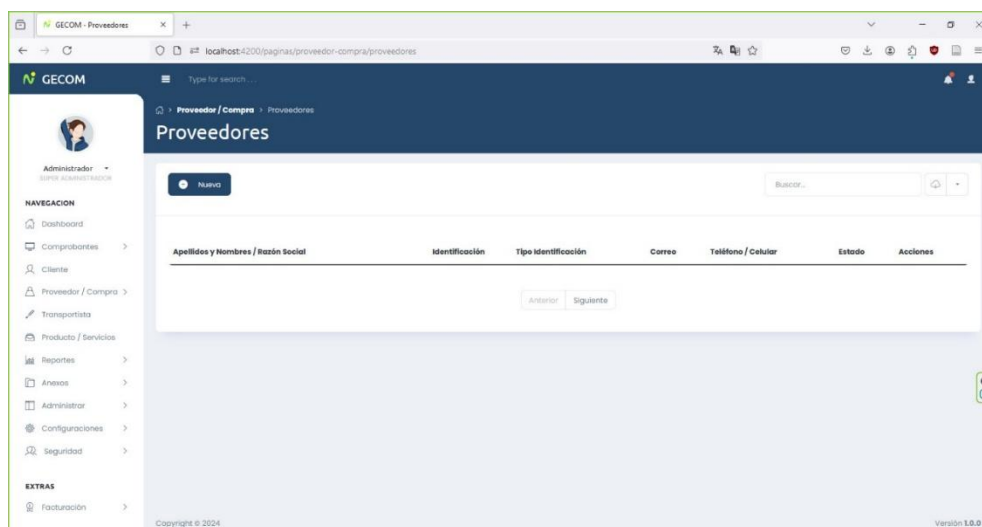 GECOM - Proveedores
localhost:4200/paginas/proveedor-compra/proveedores
GECOM
Type for search ...
Proveedor / Compra > Proveedores
Proveedores
Administrador
SUPER ADMINISTRADOR
Nuevo
Buscar...
NAVEGACION
Dashboard
Comprobantes
Cliente
Proveedor / Compra
Transportista
Producto / Servicios
Reportes
Anexos
Administrar
Configuraciones
Seguridad
EXTRAS
Facturación
Apellidos y Nombres / Razón Social Identificación Tipo Identificación Correo Teléfono / Celular Estado Acciones
Anterior Siguiente
Copyright © 2024
Versión 1.0.0